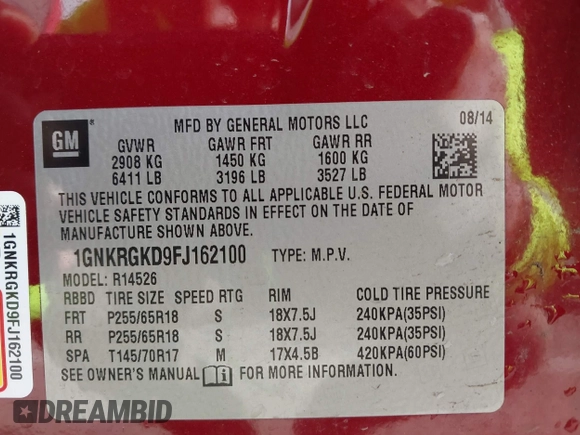 GM
MFD BY GENERAL MOTORS LLC
08/14
GVWR GAWR FRT GAWR RR
2908 KG 1450 KG 1600 KG
6411 LB 3196 LB 3527 LB
THIS VEHICLE CONFORMS TO ALL APPLICABLE U.S. FEDERAL MOTOR
VEHICLE SAFETY STANDARDS IN EFFECT ON THE DATE OF
MANUFACTURE SHOWN ABOVE.
1GNKRGKD9FJ162100 TYPE: M.P.V.
MODEL: R14526
RBBD TIRE SIZE SPEED RTG RIM COLD TIRE PRESSURE
FRT P255/65R18 S 18X7.5J 240KPA(35PSI)
RR P255/65R18 S 18X7.5J 240KPA(35PSI)
SPA T145/70R17 M 17X4.5B 420KPA(60PSI)
SEE OWNER'S MANUAL FOR MORE INFORMATION.
1GNKRGKD9FJ162100
DREAMBID